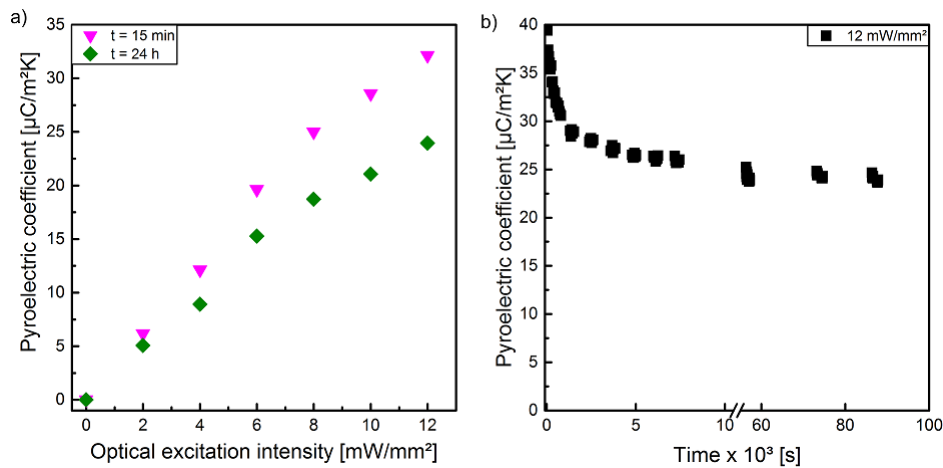 a)
t = 15 min
t = 24 h
Pyroelectric coefficient [µC/m²K]
35
30
25
20
15
10
5
0
0 2 4 6 8 10 12
Optical excitation intensity [mW/mm²]
b)
12 mW/mm²
Pyroelectric coefficient [µC/m²K]
40
35
30
25
20
15
10
5
0
0 5 10 60 80 100
Time x 10³ [s]